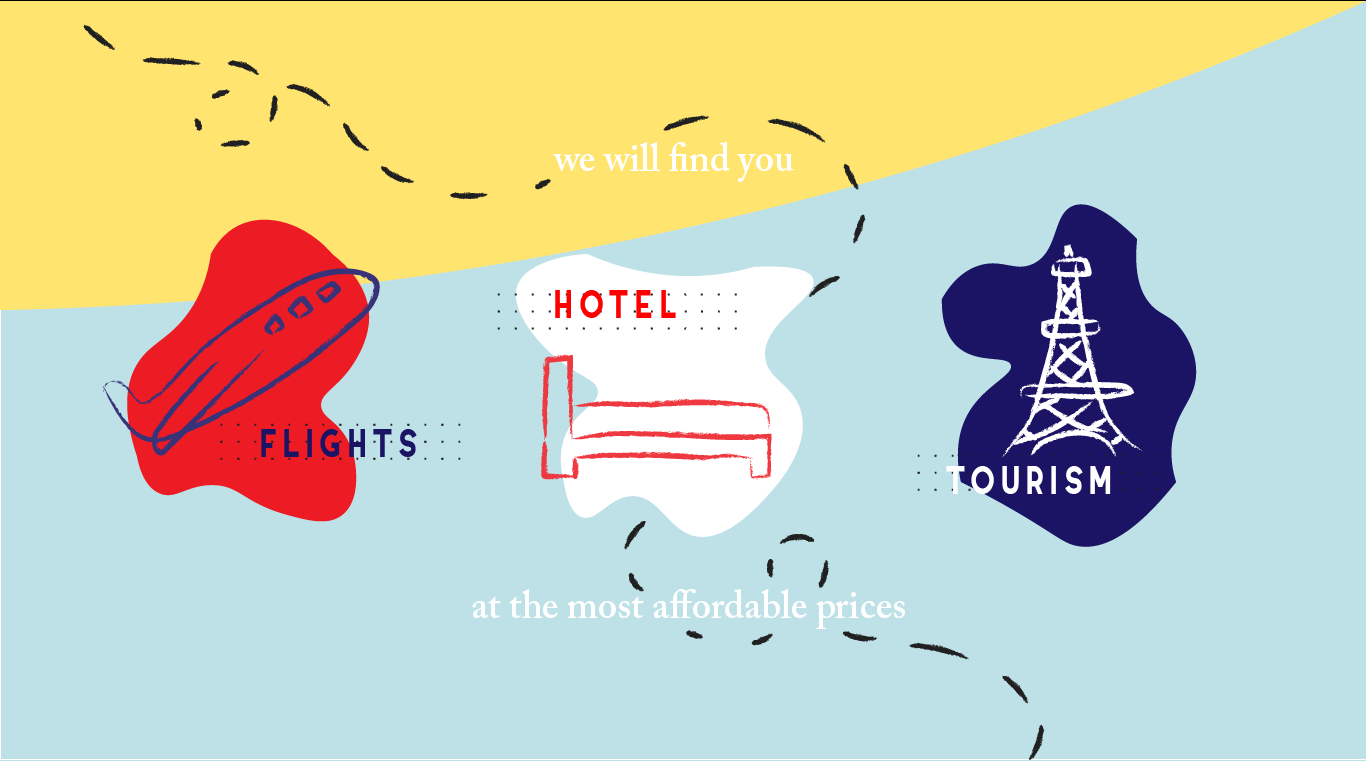 we will find you
HOTEL
FLIGHTS
TOURISM
at the most affordable prices